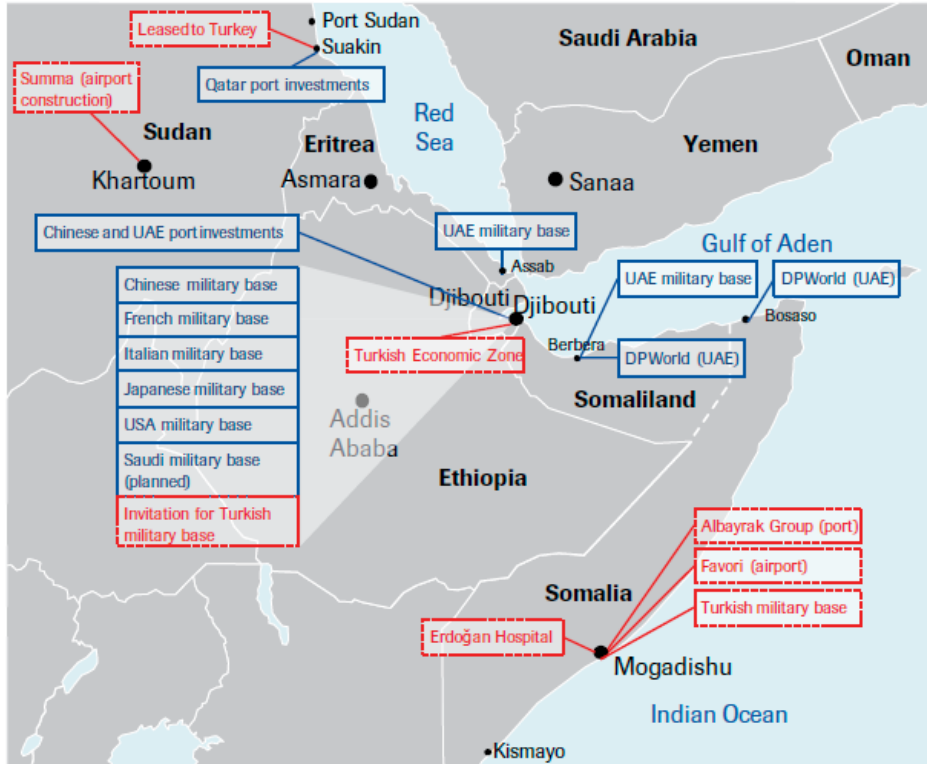 Port Sudan
Leased to Turkey
Suakin
Saudi Arabia
Oman
Summa (airport
construction)
Qatar port investments
Red
Sea
Sudan
Eritrea
Yemen
Khartoum
Asmara
Sanaa
Chinese and UAE port investments
UAE military base
Gulf of Aden
Assab
UAE military base
DPWorld (UAE)
Chinese military base
Djibouti
Djibouti
Bosaso
French military base
Turkish Economic Zone
Berbera
DPWorld (UAE)
Italian military base
Japanese military base
Somaliland
USA military base
Addis
Ababa
Saudi military base
(planned)
Ethiopia
Invitation for Turkish
military base
Albayrak Group (port)
Favori (airport)
Somalia
Turkish military base
Erdoğan Hospital
Mogadishu
Indian Ocean
Kismayo